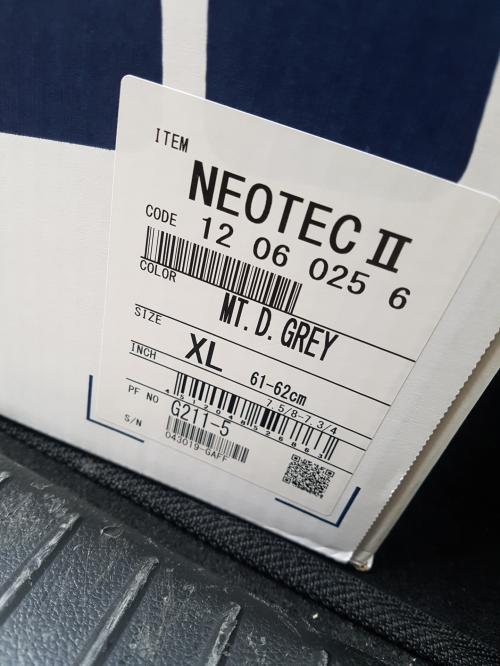 ITEM
NEOTEC II
CODE 12 06 025 6
COLOR
MT.D.GREY
SIZE
XL 61-62cm
INCH
7.5/8-7.3/4
PF NO G211-5
S/N 043019-GAFF